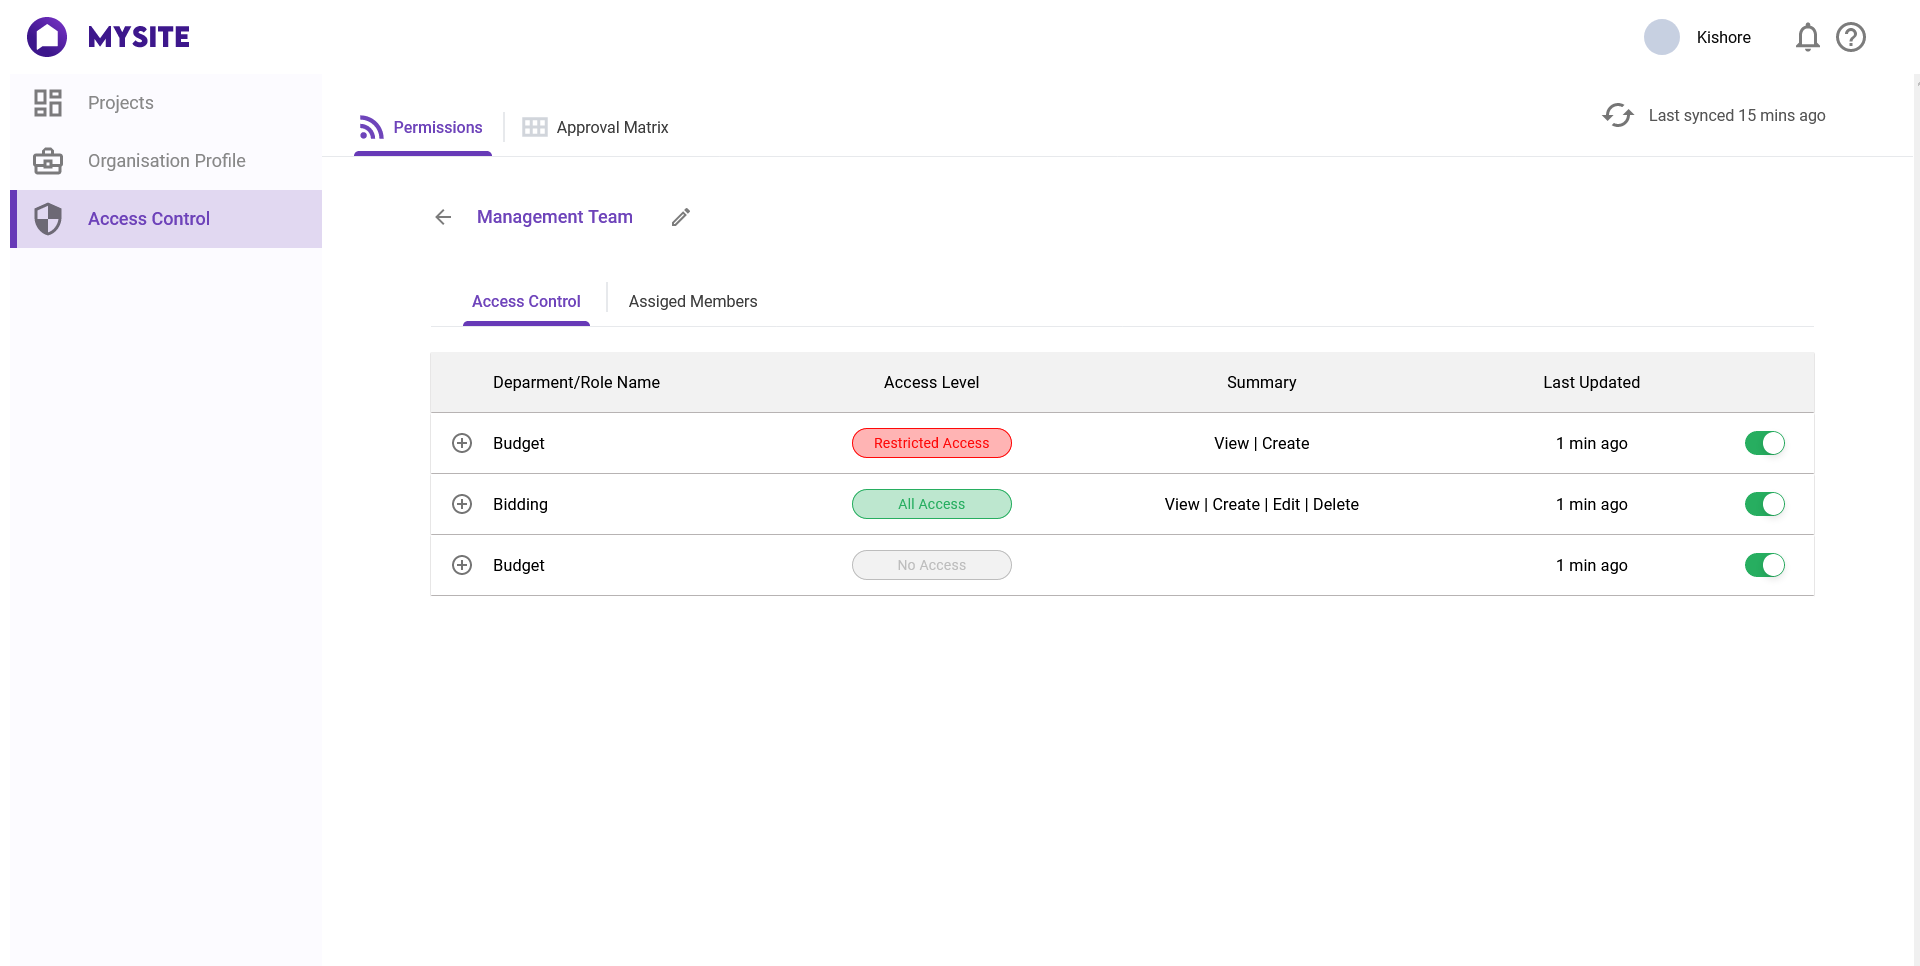 MYSITE
Kishore
Projects
Organisation Profile
Access Control
Permissions
Approval Matrix
Last synced 15 mins ago
Management Team
Access Control
Assiged Members
Deparment/Role Name Access Level Summary Last Updated
Budget Restricted Access View | Create 1 min ago
Bidding All Access View | Create | Edit | Delete 1 min ago
Budget No Access 1 min ago